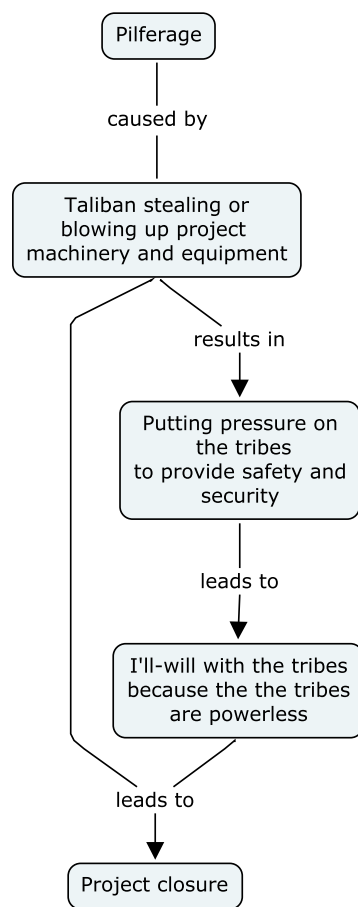 Pilferage
caused by
Taliban stealing or
blowing up project
machinery and equipment
results in
Putting pressure on
the tribes
to provide safety and
security
leads to
I'll-will with the tribes
because the the tribes
are powerless
leads to
Project closure